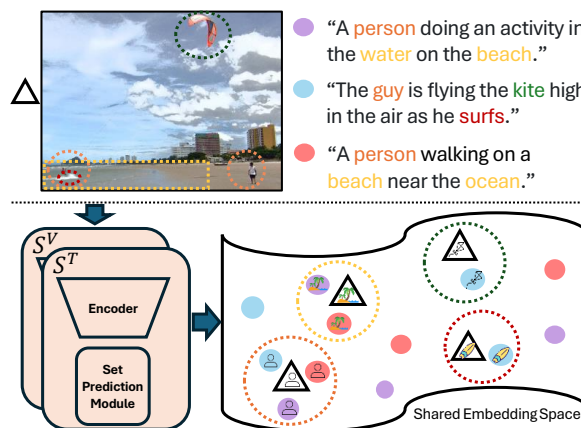 “A person doing an activity in
the water on the beach.”
“The guy is flying the kite high
in the air as he surfs.”
“A person walking on a
beach near the ocean.”
S^V
S^T
Encoder
Set
Prediction
Module
Shared Embedding Space